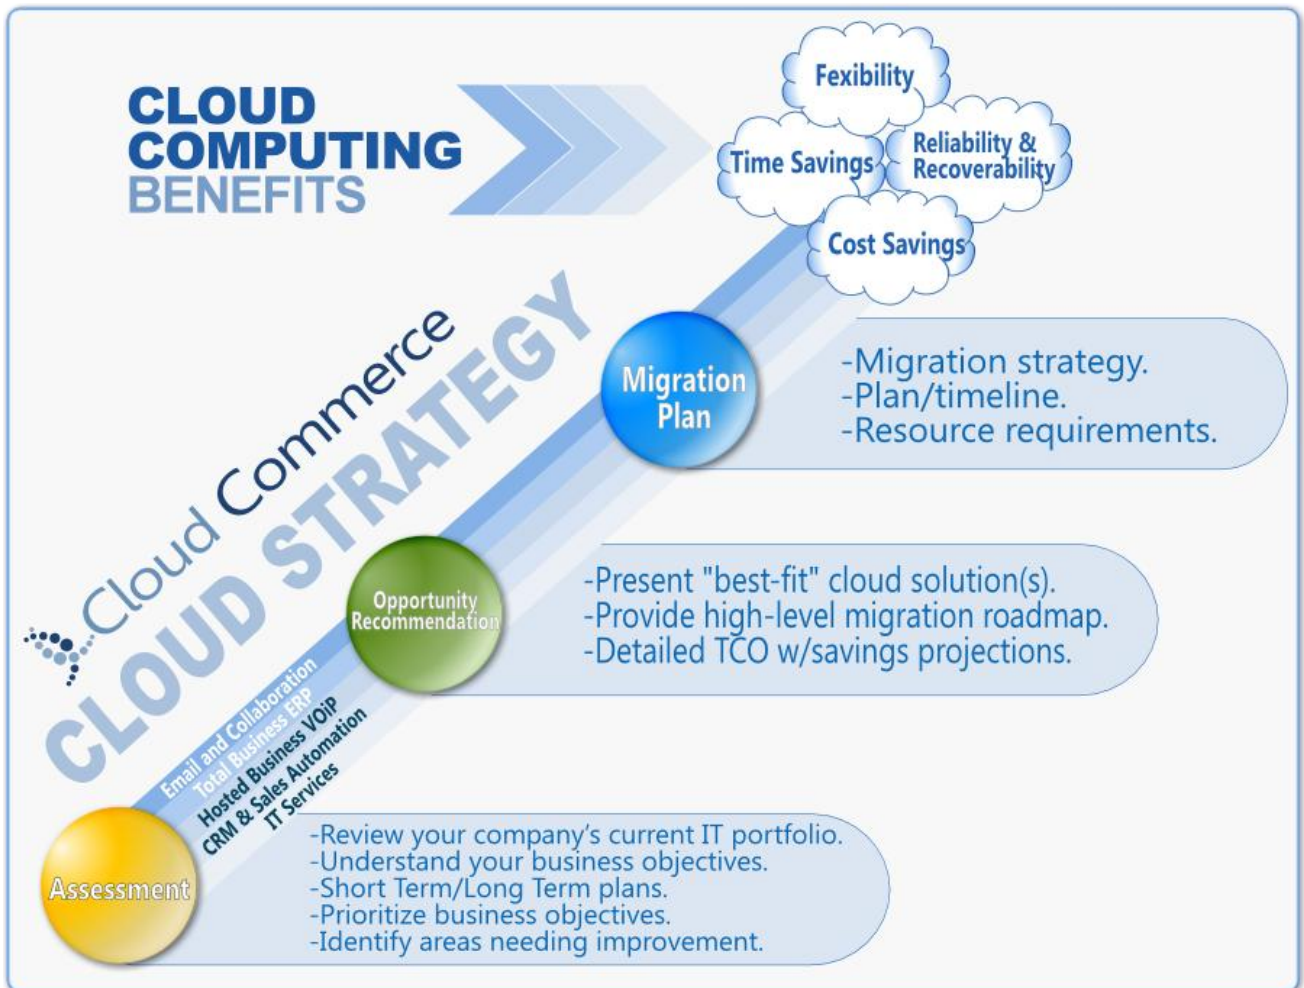 CLOUD
COMPUTING
BENEFITS
Fexibility
Time Savings
Reliability &
Recoverability
Cost Savings
Cloud Commerce
CLOUD STRATEGY
Migration
Plan
-Migration strategy.
-Plan/timeline.
-Resource requirements.
Opportunity
Recommendation
-Present "best-fit" cloud solution(s).
-Provide high-level migration roadmap.
-Detailed TCO w/savings projections.
Email and Collaboration
Total Business ERP
Hosted Business VOiP
CRM & Sales Automation
IT Services
Assessment
-Review your company's current IT portfolio.
-Understand your business objectives.
-Short Term/Long Term plans.
-Prioritize business objectives.
-Identify areas needing improvement.